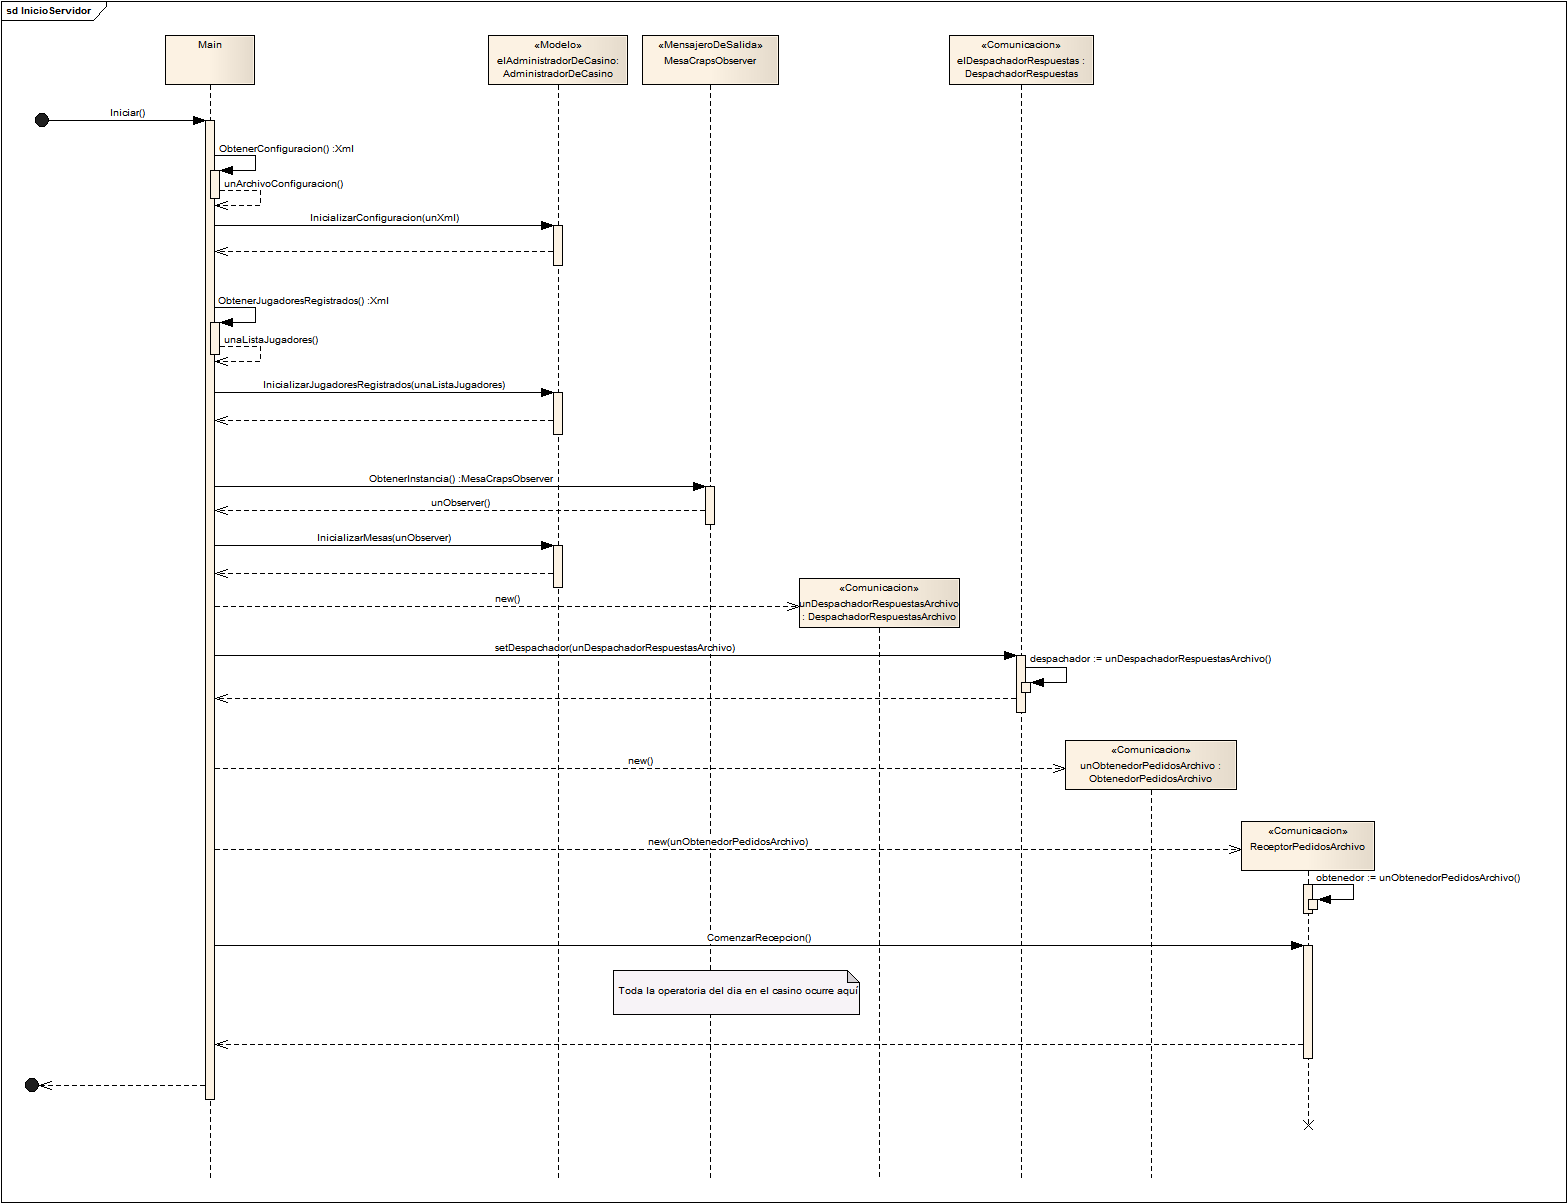 sd InicioServidor
Main
«Modelo»
elAdministradorDeCasino:
AdministradorDeCasino
«MensajeroDeSalida»
MesaCrapsObserver
«Comunicacion»
elDespachadorRespuestas :
DespachadorRespuestas
Iniciar()
ObtenerConfiguracion() :Xml
unArchivoConfiguracion()
InicializarConfiguracion(unXml)
ObtenerJugadoresRegistrados() :Xml
unaListaJugadores()
InicializarJugadoresRegistrados(unaListaJugadores)
ObtenerInstancia() :MesaCrapsObserver
unObserver()
InicializarMesas(unObserver)
«Comunicacion»
unDespachadorRespuestasArchivo
: DespachadorRespuestasArchivo
new()
setDespachador(unDespachadorRespuestasArchivo)
despachador := unDespachadorRespuestasArchivo()
«Comunicacion»
unObtenedorPedidosArchivo :
ObtenedorPedidosArchivo
new()
«Comunicacion»
ReceptorPedidosArchivo
new(unObtenedorPedidosArchivo)
obtenedor := unObtenedorPedidosArchivo()
ComenzarRecepcion()
Toda la operatoria del dia en el casino ocurre aquí